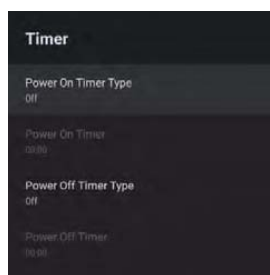 Timer
Power On Timer Type
Off
Power On Timer
00:00
Power Off Timer Type
Off
Power Off Timer
00:00